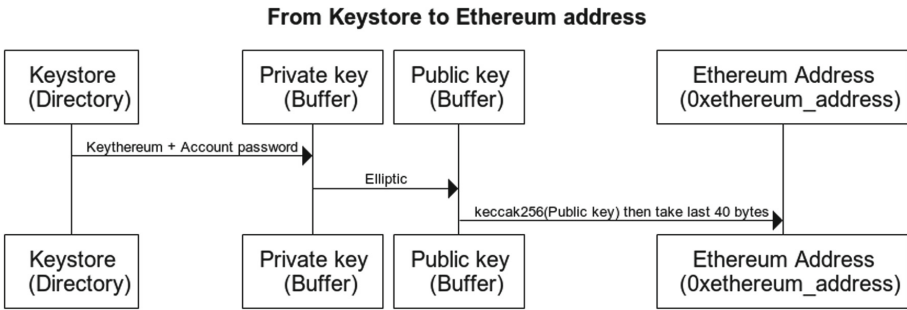 From Keystore to Ethereum address
Keystore
(Directory)
Private key
(Buffer)
Public key
(Buffer)
Ethereum Address
(0xethereum_address)
Keythereum + Account password
Elliptic
keccak256(Public key) then take last 40 bytes
Keystore
(Directory)
Private key
(Buffer)
Public key
(Buffer)
Ethereum Address
(0xethereum_address)